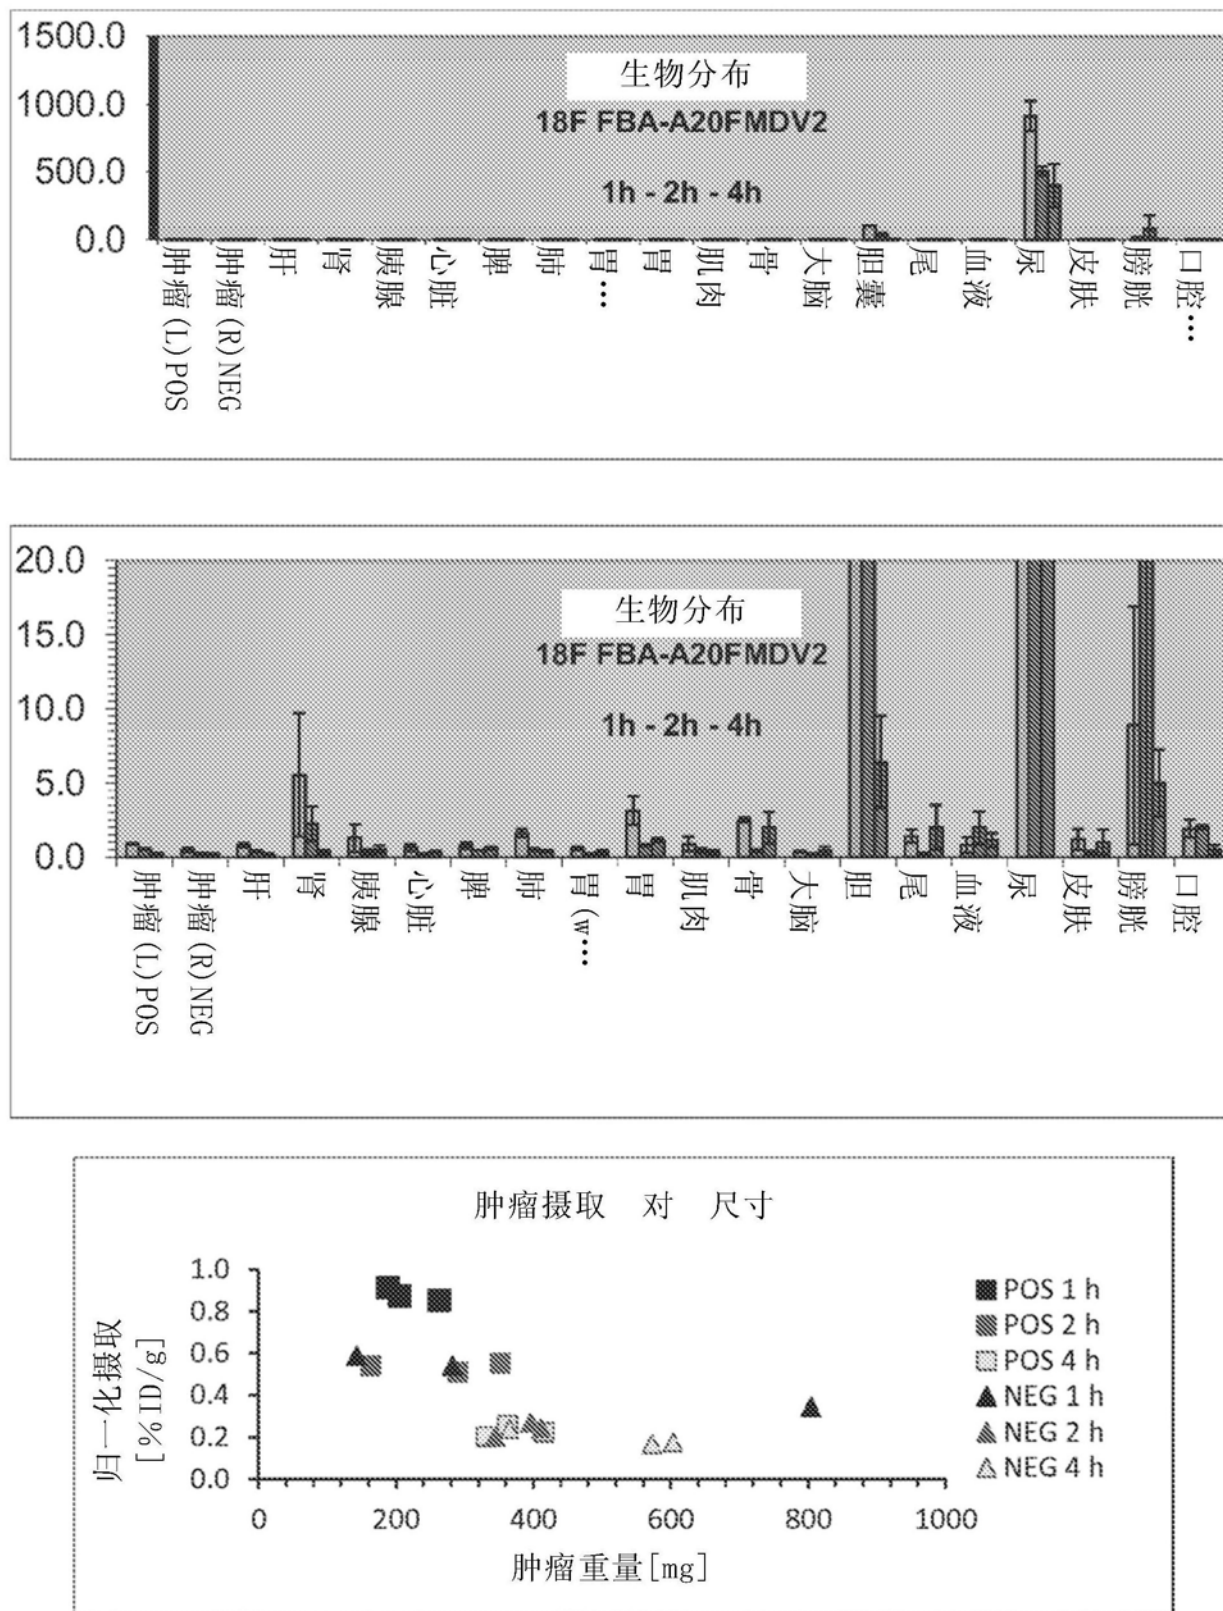 1500.0
1000.0
500.0
0.0
生物分布
18F FBA-A20FMDV2
1h - 2h - 4h
肿瘤(L)POS
肿瘤(R)NEG
肝
肾
胰腺
心脏
脾
肺
胃…
胃
肌肉
骨
大脑
胆囊
尾
血液
尿
皮肤
膀胱
口腔…
20.0
15.0
10.0
5.0
0.0
生物分布
18F FBA-A20FMDV2
1h - 2h - 4h
肿瘤(L)POS
肿瘤(R)NEG
肝
肾
胰腺
心脏
脾
肺
胃(w…
胃
肌肉
骨
大脑
胆
尾
血液
尿
皮肤
膀胱
口腔
肿瘤摄取 对 尺寸
归一化摄取
[%ID/g]
1.0
0.8
0.6
0.4
0.2
0.0
0 200 400 600 800 1000
肿瘤重量[mg]
POS 1 h
POS 2 h
POS 4 h
NEG 1 h
NEG 2 h
NEG 4 h